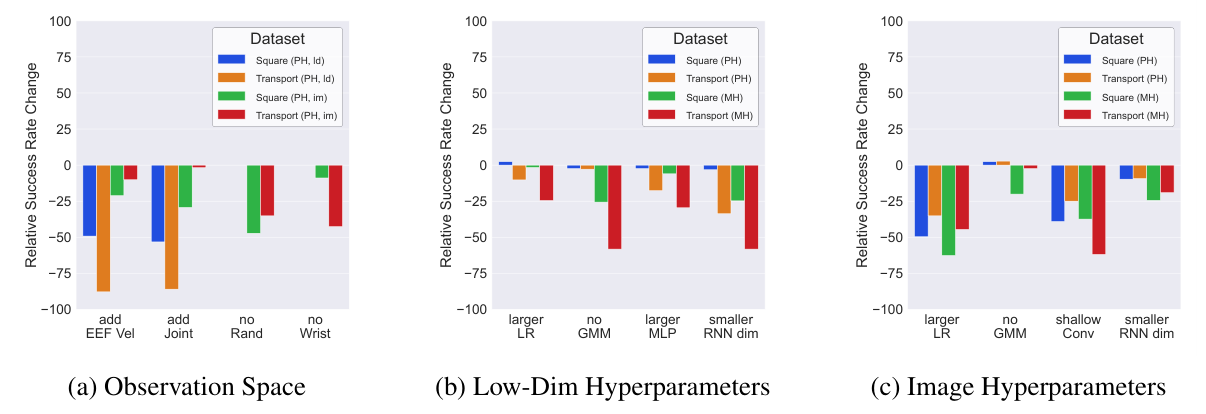 Relative Success Rate Change
100
75
50
25
0
−25
−50
−75
−100
Dataset
Square (PH, ld)
Transport (PH, ld)
Square (PH, im)
Transport (PH, im)
add
EEF Vel
add
Joint
no
Rand
no
Wrist
(a) Observation Space
Relative Success Rate Change
100
75
50
25
0
−25
−50
−75
−100
Dataset
Square (PH)
Transport (PH)
Square (MH)
Transport (MH)
larger
LR
no
GMM
larger
MLP
smaller
RNN dim
(b) Low-Dim Hyperparameters
Relative Success Rate Change
100
75
50
25
0
−25
−50
−75
−100
Dataset
Square (PH)
Transport (PH)
Square (MH)
Transport (MH)
larger
LR
no
GMM
shallow
Conv
smaller
RNN dim
(c) Image Hyperparameters